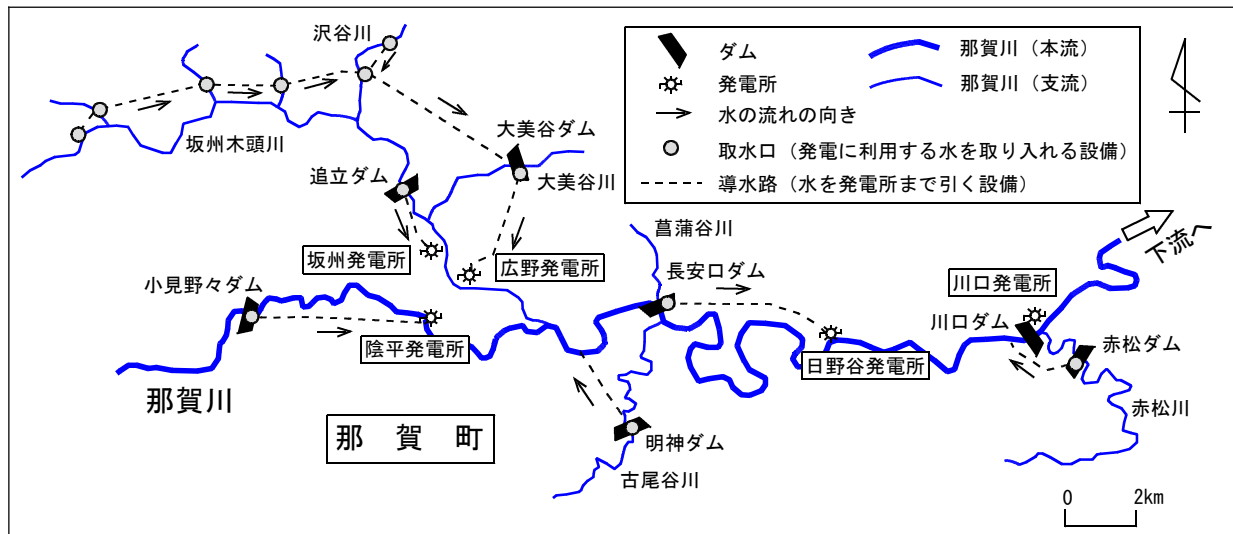 沢谷川
ダム
那賀川（本流）
発電所
那賀川（支流）
水の流れの向き
取水口（発電に利用する水を取り入れる設備）
導水路（水を発電所まで引く設備）
坂州木頭川
大美谷ダム
追立ダム
大美谷川
菖蒲谷川
下流へ
坂州発電所
広野発電所
長安口ダム
小見野々ダム
川口発電所
川口ダム
陰平発電所
日野谷発電所
赤松ダム
那賀川
赤松川
那賀町
明神ダム
古尾谷川
0 2km